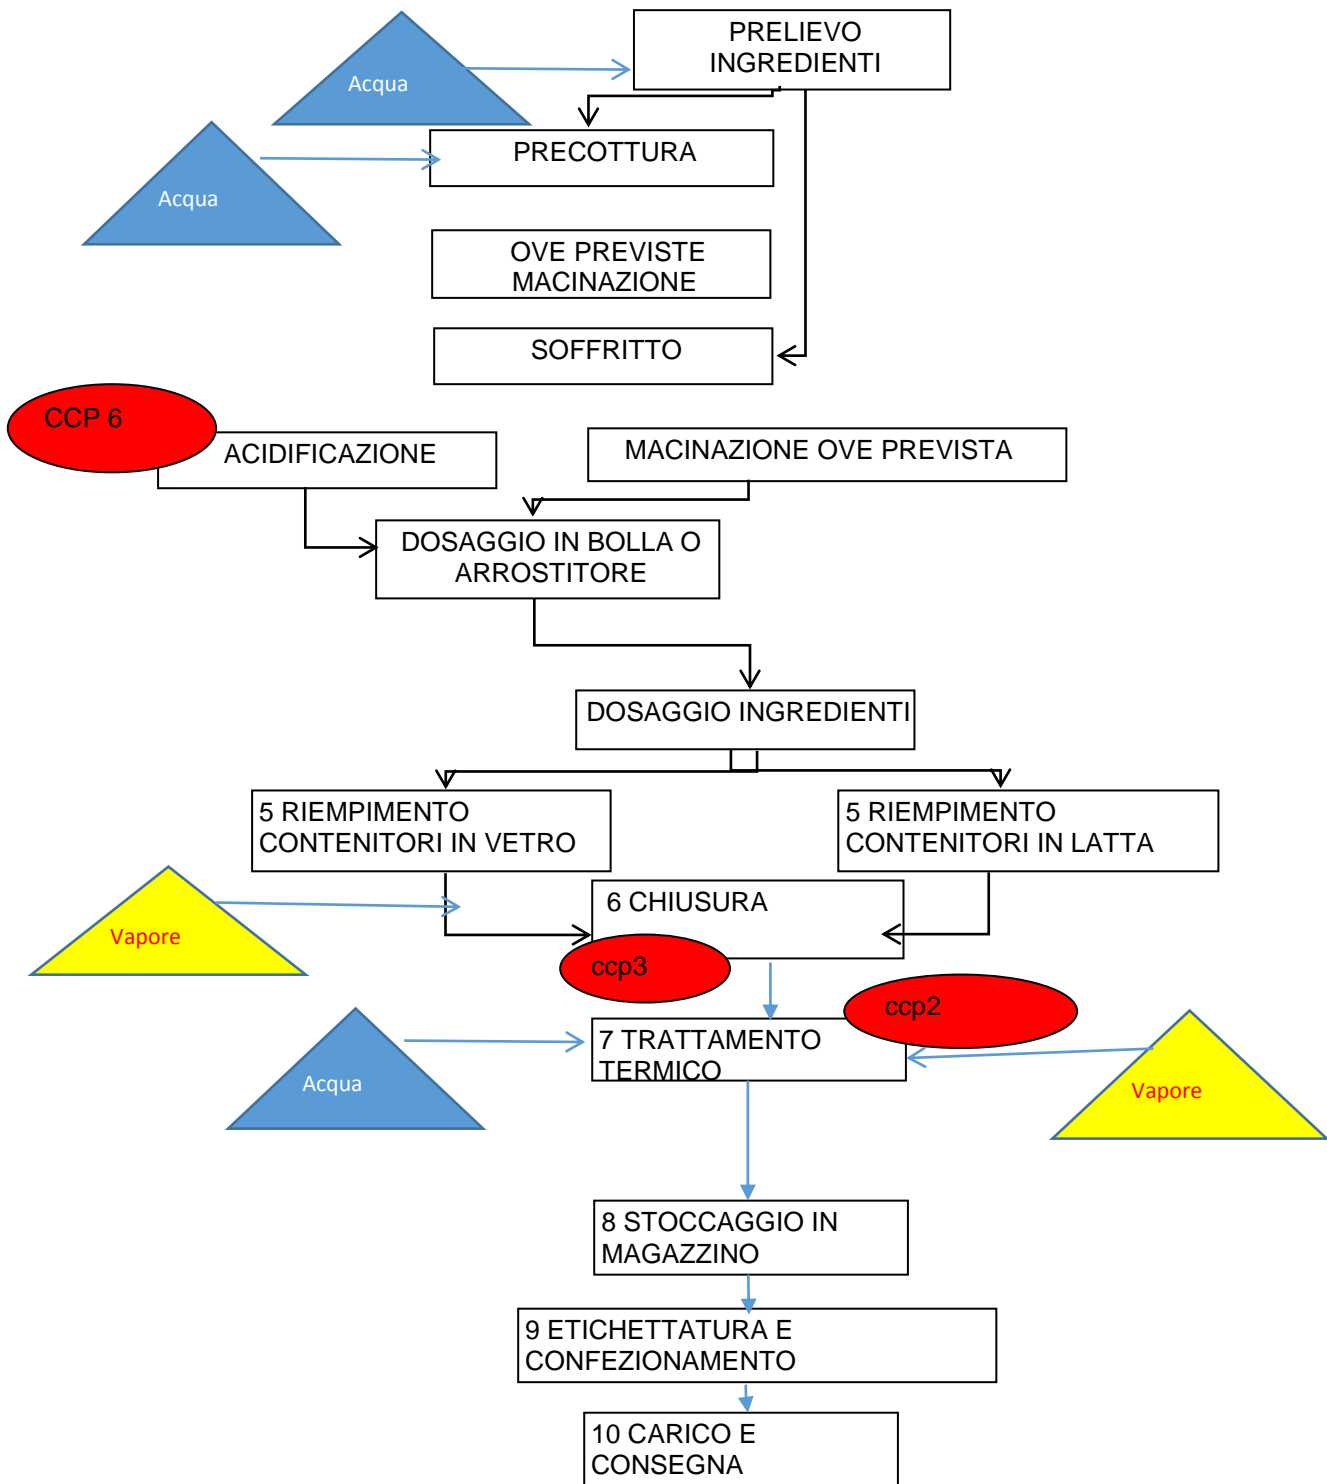 PRELIEVO
INGREDIENTI
Acqua
PRECOTTURA
Acqua
OVE PREVISTE
MACINAZIONE
SOFFRITTO
CCP 6
ACIDIFICAZIONE
MACINAZIONE OVE PREVISTA
DOSAGGIO IN BOLLA O
ARROSTITORE
DOSAGGIO INGREDIENTI
5 RIEMPIMENTO
CONTENITORI IN VETRO
5 RIEMPIMENTO
CONTENITORI IN LATTA
6 CHIUSURA
Vapore
ccp3
ccp2
7 TRATTAMENTO
TERMICO
Acqua
Vapore
8 STOCCAGGIO IN
MAGAZZINO
9 ETICHETTATURA E
CONFEZIONAMENTO
10 CARICO E
CONSEGNA